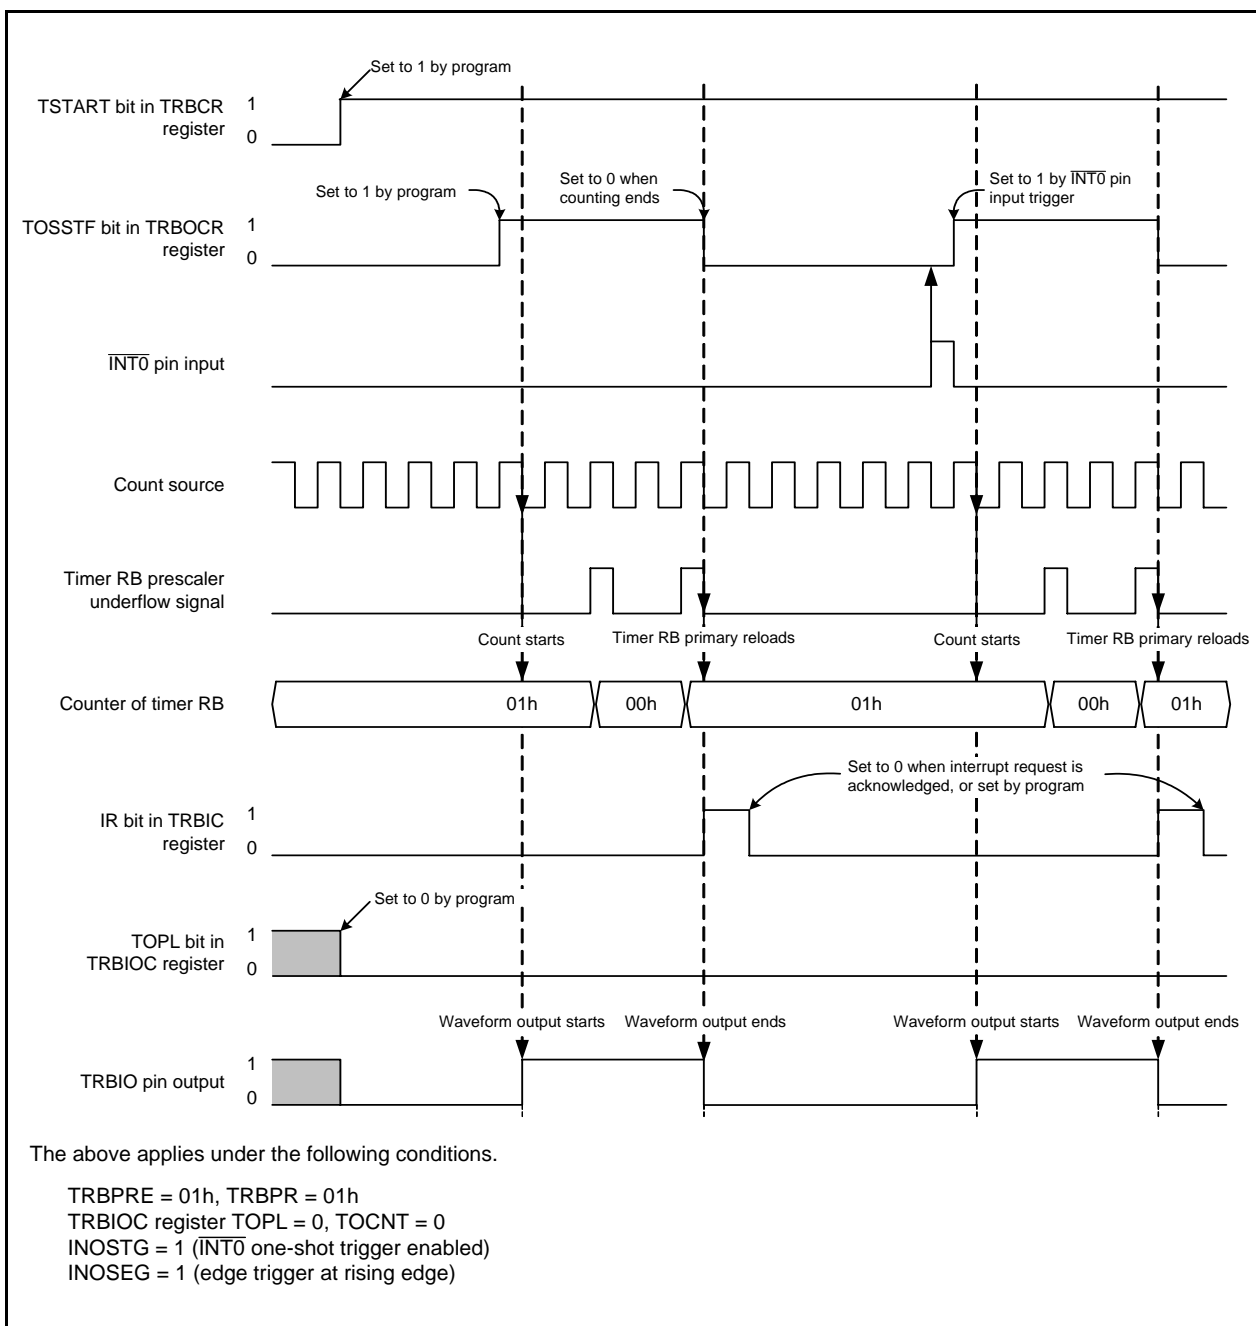 Set to 1 by program
TSTART bit in TRBCR
register
1
0
Set to 1 by program
Set to 0 when
counting ends
Set to 1 by INT0 pin
input trigger
TOSSTF bit in TRBOCR
register
1
0
INT0 pin input
Count source
Timer RB prescaler
underflow signal
Count starts
Timer RB primary reloads
Count starts
Timer RB primary reloads
Counter of timer RB
01h
00h
01h
00h
01h
Set to 0 when interrupt request is
acknowledged, or set by program
IR bit in TRBIC
register
1
0
Set to 0 by program
TOPL bit in
TRBIOC register
1
0
Waveform output starts
Waveform output ends
Waveform output starts
Waveform output ends
TRBIO pin output
1
0
The above applies under the following conditions.
TRBPRE = 01h, TRBPR = 01h
TRBIOC register TOPL = 0, TOCNT = 0
INOSTG = 1 (INT0 one-shot trigger enabled)
INOSEG = 1 (edge trigger at rising edge)